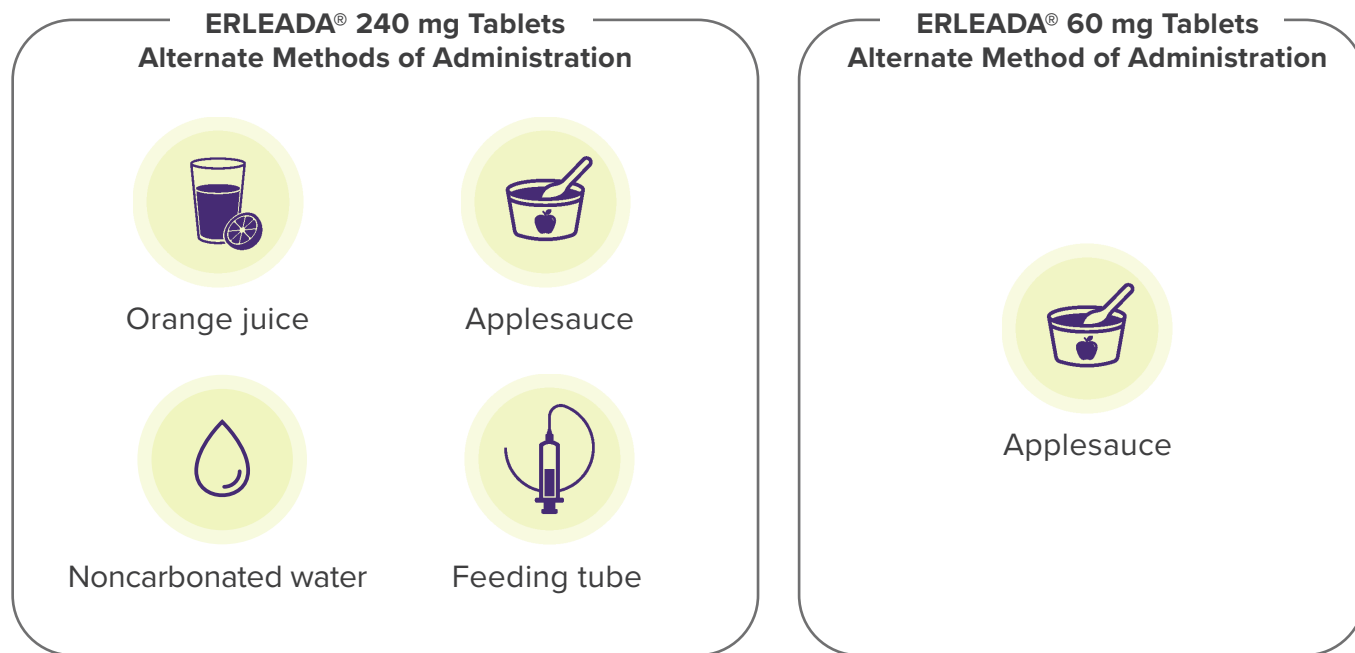 ERLEADA® 240 mg Tablets
Alternate Methods of Administration
Orange juice
Applesauce
Noncarbonated water
Feeding tube
ERLEADA® 60 mg Tablets
Alternate Method of Administration
Applesauce